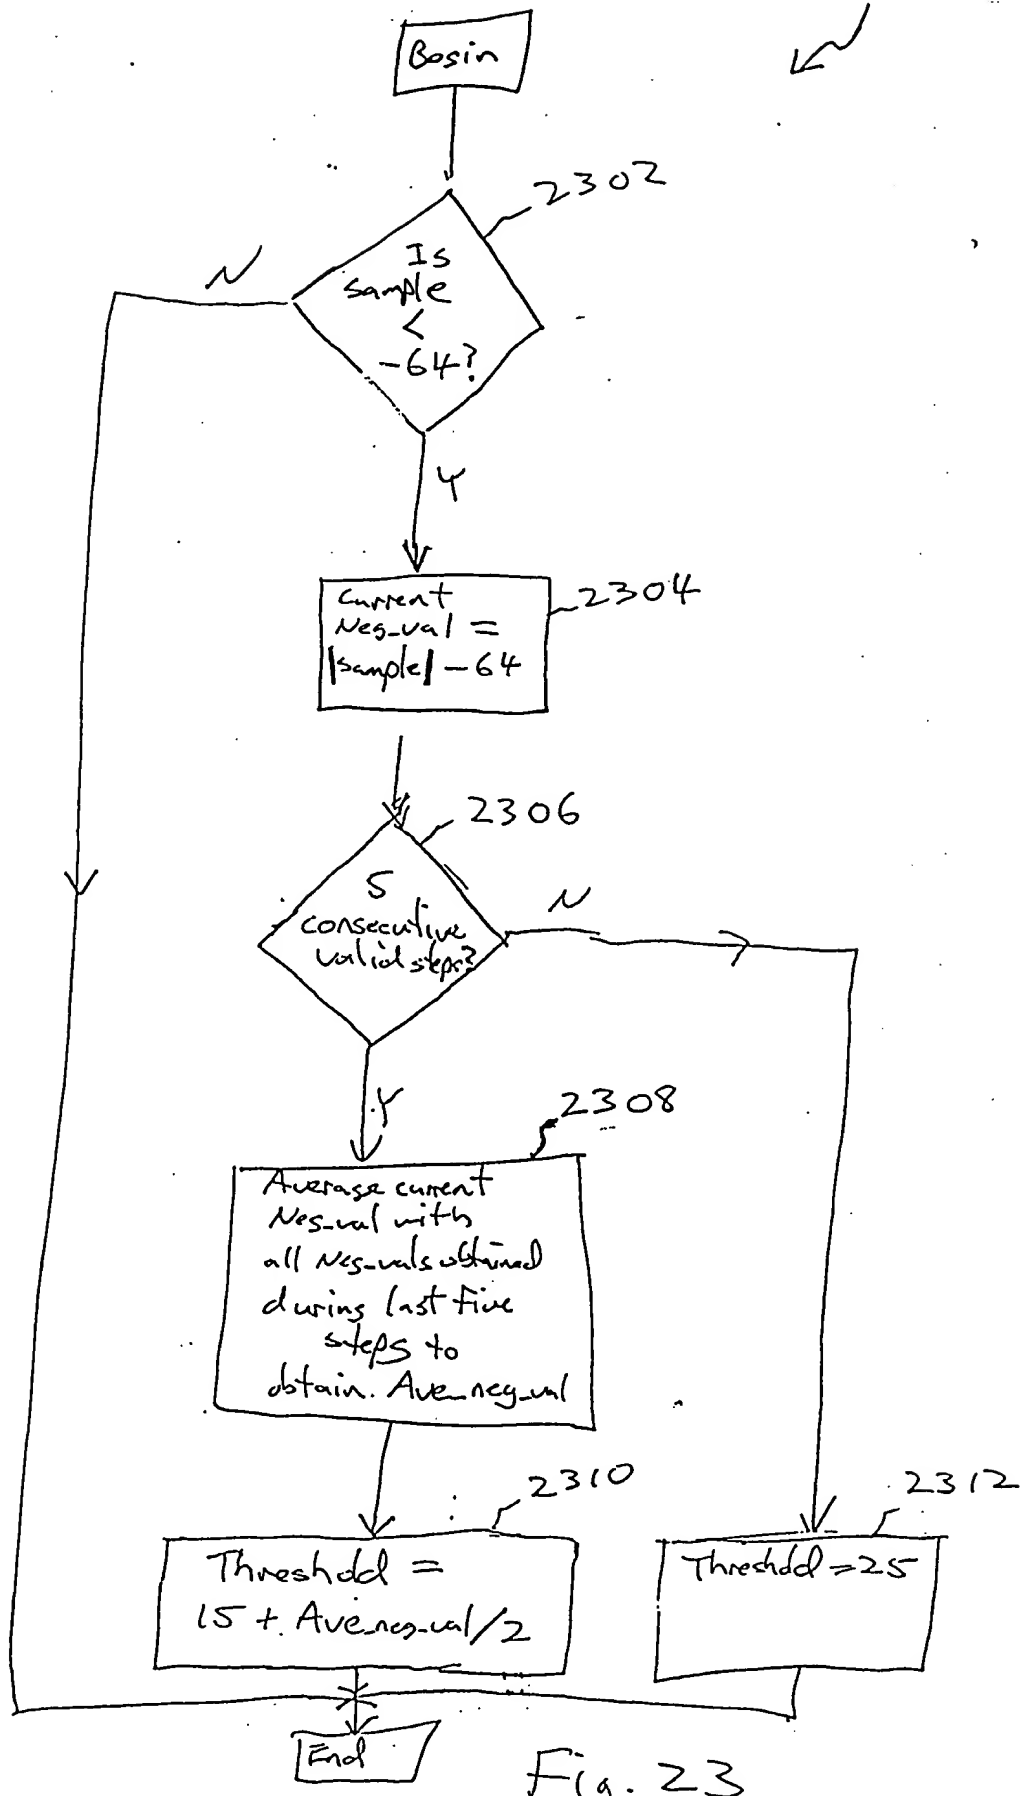 Begin
2302
N
Is
sample
<
-64?
Y
2304
Current
Neg_val =
|sample| - 64
2306
5
consecutive
valid steps?
N
Y
2308
Average current
Neg_val with
all Neg_vals obtained
during last five
steps to
obtain. Ave_neg_val
2310
Threshold =
15 + Ave_neg_val/2
2312
Threshold = 25
End
Fig. 23